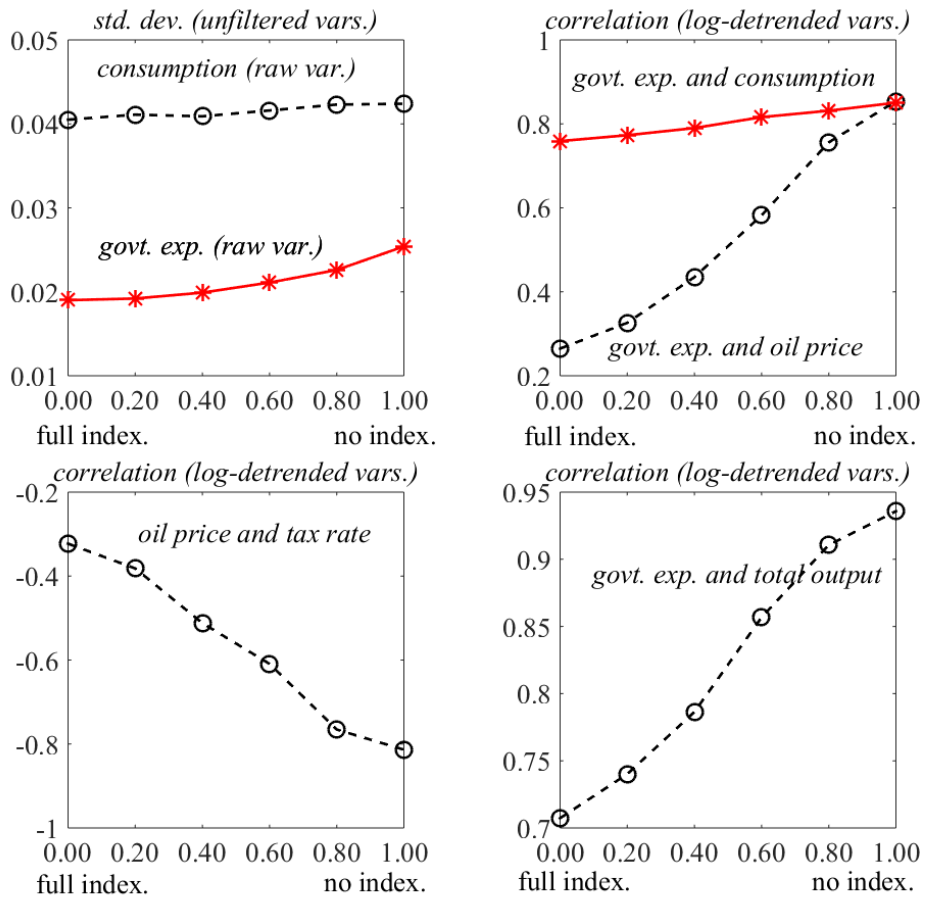 std. dev. (unfiltered vars.)
0.05
0.04
0.03
0.02
0.01
consumption (raw var.)
govt. exp. (raw var.)
0.00 0.20 0.40 0.60 0.80 1.00
full index. no index.
correlation (log-detrended vars.)
1
0.8
0.6
0.4
0.2
govt. exp. and consumption
govt. exp. and oil price
0.00 0.20 0.40 0.60 0.80 1.00
full index. no index.
correlation (log-detrended vars.)
-0.2
-0.4
-0.6
-0.8
-1
oil price and tax rate
0.00 0.20 0.40 0.60 0.80 1.00
full index. no index.
correlation (log-detrended vars.)
0.95
0.9
0.85
0.8
0.75
0.7
govt. exp. and total output
0.00 0.20 0.40 0.60 0.80 1.00
full index. no index.